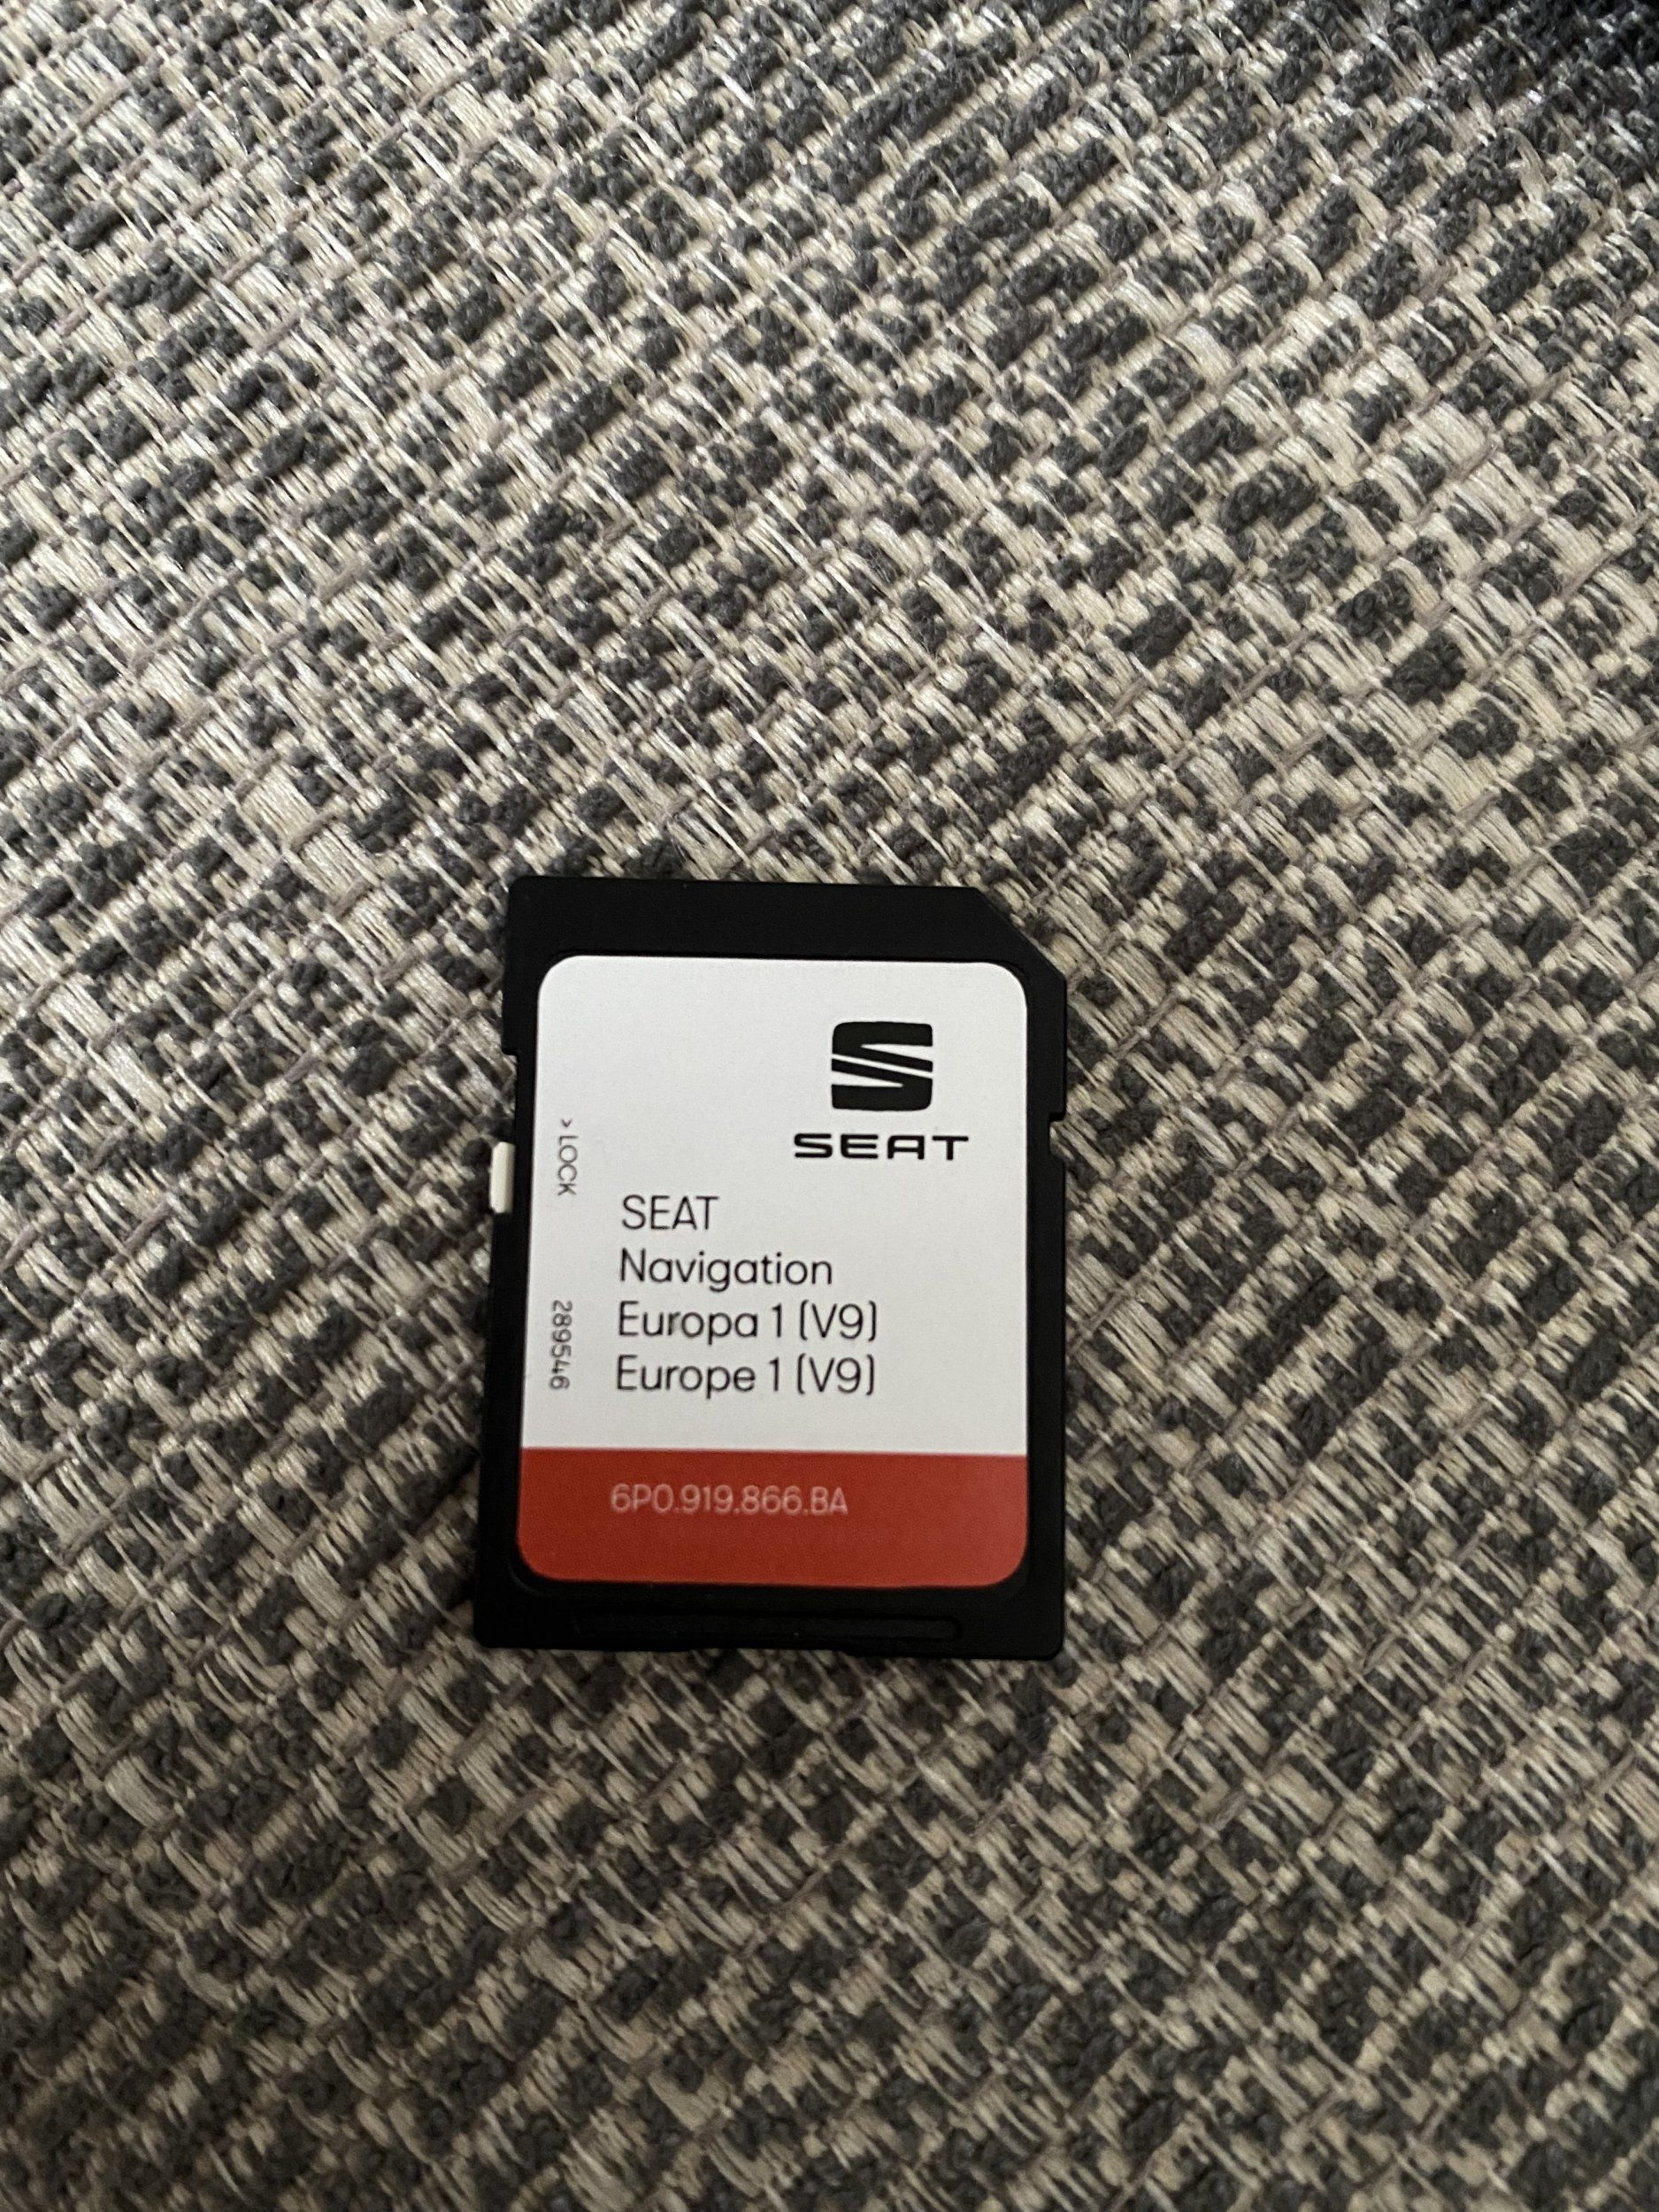 SEAT
> LOCK
SEAT
Navigation
Europa 1 (V9)
Europe 1 (V9)
289546
6P0.919.866.BA